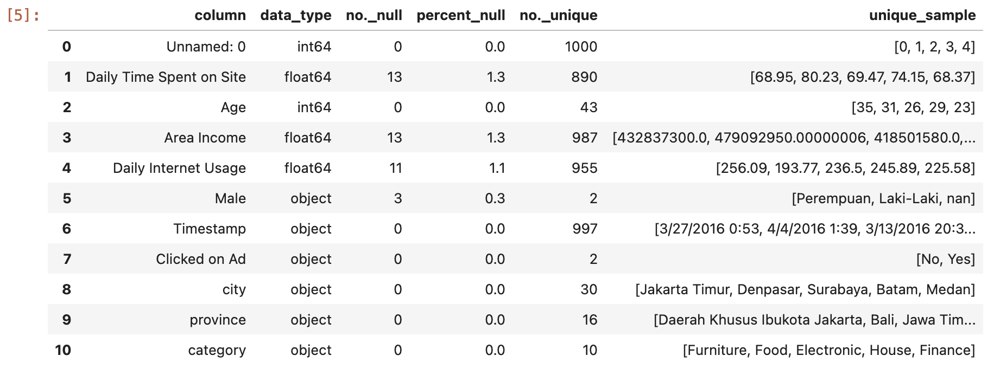 [5]: column data_type no._null percent_null no._unique unique_sample
0 Unnamed: 0 int64 0 0.0 1000 [0, 1, 2, 3, 4]
1 Daily Time Spent on Site float64 13 1.3 890 [68.95, 80.23, 69.47, 74.15, 68.37]
2 Age int64 0 0.0 43 [35, 31, 26, 29, 23]
3 Area Income float64 13 1.3 987 [432837300.0, 479092950.00000006, 418501580.0,...
4 Daily Internet Usage float64 11 1.1 955 [256.09, 193.77, 236.5, 245.89, 225.58]
5 Male object 3 0.3 2 [Perempuan, Laki-Laki, nan]
6 Timestamp object 0 0.0 997 [3/27/2016 0:53, 4/4/2016 1:39, 3/13/2016 20:3...
7 Clicked on Ad object 0 0.0 2 [No, Yes]
8 city object 0 0.0 30 [Jakarta Timur, Denpasar, Surabaya, Batam, Medan]
9 province object 0 0.0 16 [Daerah Khusus Ibukota Jakarta, Bali, Jawa Tim...
10 category object 0 0.0 10 [Furniture, Food, Electronic, House, Finance]